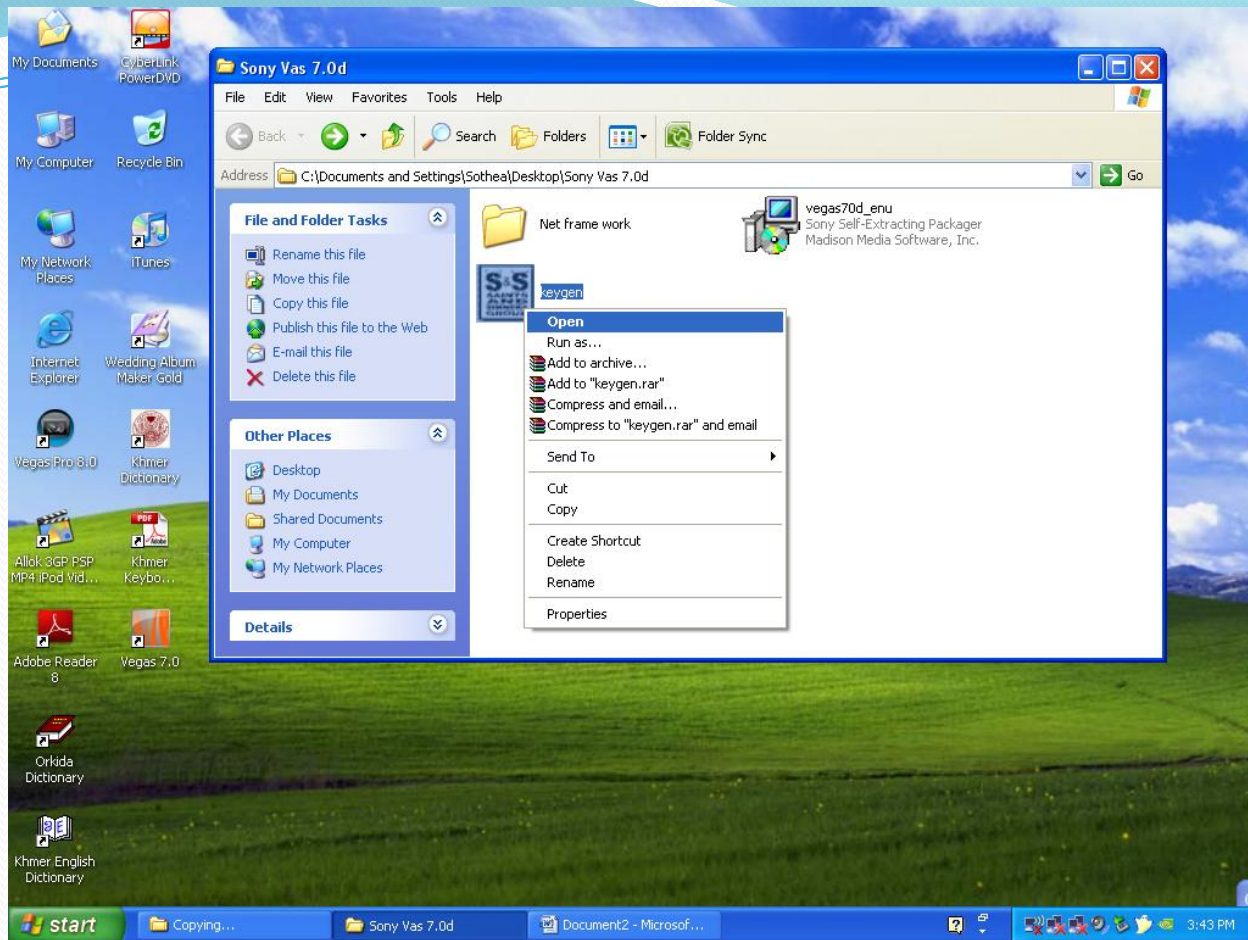 My Documents
CyberLink
PowerDVD
My Computer
Recycle Bin
My Network
Places
iTunes
Internet
Explorer
Wedding Album
Maker Gold
Vegas Pro 8.0
Khmer
Dictionary
Allok 3GP PSP
MP4 iPod Vid...
Khmer
Keybo...
Adobe Reader
8
Vegas 7.0
Orkida
Dictionary
Khmer English
Dictionary
Sony Vas 7.0d
File Edit View Favorites Tools Help
Back Search Folders Folder Sync
Address C:\Documents and Settings\Sothea\Desktop\Sony Vas 7.0d Go
File and Folder Tasks
Rename this file
Move this file
Copy this file
Publish this file to the Web
E-mail this file
Delete this file
Other Places
Desktop
My Documents
Shared Documents
My Computer
My Network Places
Details
Net frame work
vegas70d_enu
Sony Self-Extracting Packager
Madison Media Software, Inc.
S&S
keygen
Open
Run as...
Add to archive...
Add to "keygen.rar"
Compress and email...
Compress to "keygen.rar" and email
Send To
Cut
Copy
Create Shortcut
Delete
Rename
Properties
start
Copying...
Sony Vas 7.0d
Document2 - Microsof...
3:43 PM